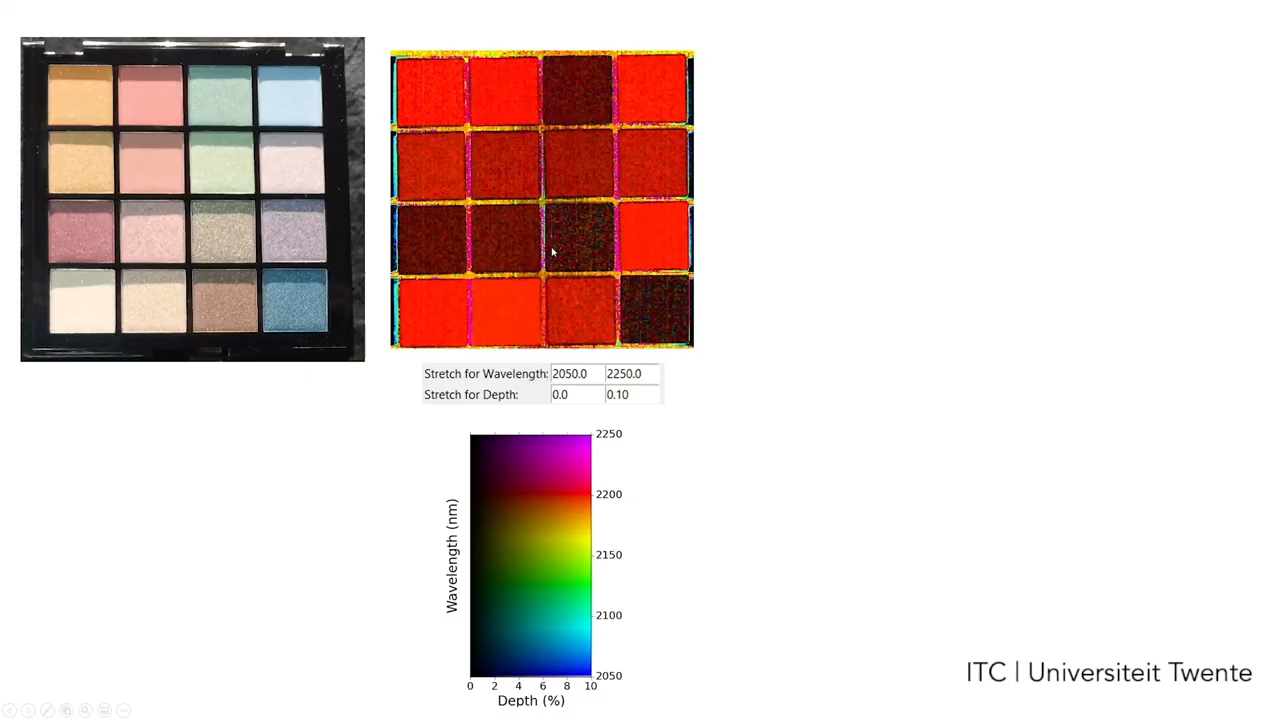 Stretch for Wavelength: 2050.0 2250.0
Stretch for Depth: 0.0 0.10
2250
2200
2150
2100
2050
Wavelength (nm)
0 2 4 6 8 10
Depth (%)
ITC | Universiteit Twente